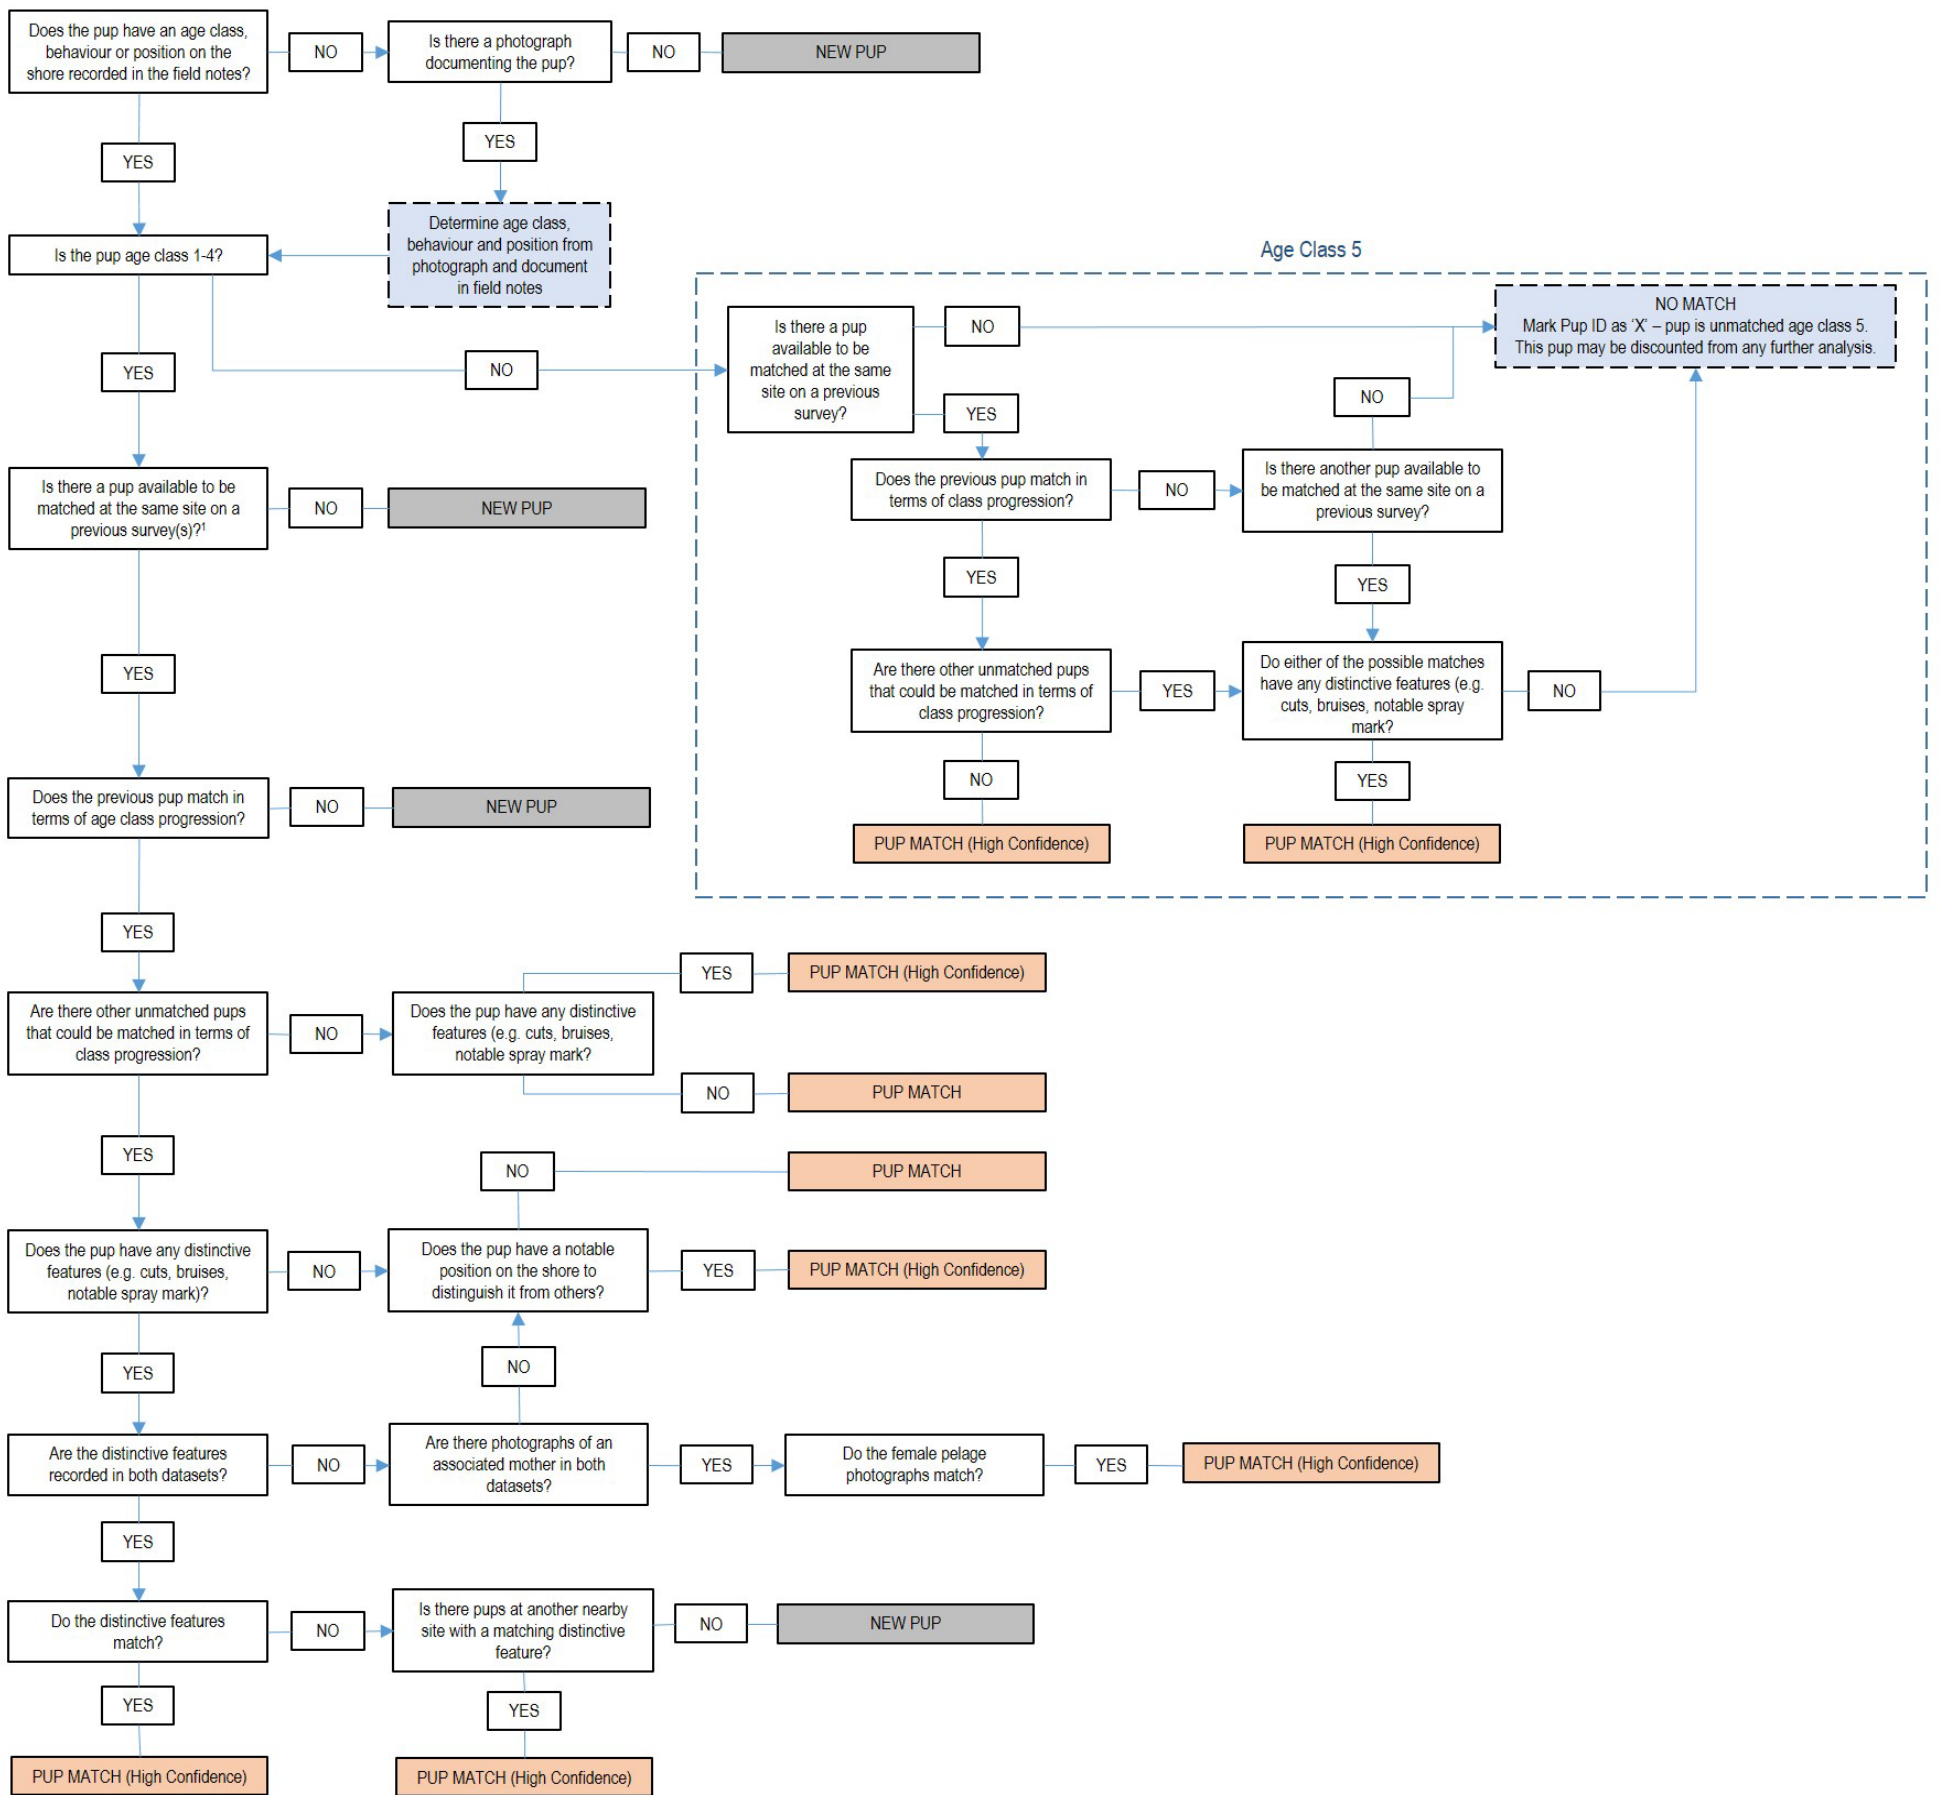 Does the pup have an age class,
behaviour or position on the
shore recorded in the field notes?
NO
Is there a photograph
documenting the pup?
NO
NEW PUP
YES
YES
Determine age class,
behaviour and position from
photograph and document
in field notes
Is the pup age class 1-4?
YES
NO
Age Class 5
Is there a pup
available to be
matched at the same
site on a previous
survey?
NO
NO MATCH
Mark Pup ID as ‘X’ – pup is unmatched age class 5.
This pup may be discounted from any further analysis.
YES
NO
Does the previous pup match in
terms of class progression?
NO
Is there another pup available to
be matched at the same site on a
previous survey?
YES
YES
Are there other unmatched pups
that could be matched in terms of
class progression?
YES
Do either of the possible matches
have any distinctive features (e.g.
cuts, bruises, notable spray
mark?
NO
NO
YES
PUP MATCH (High Confidence)
PUP MATCH (High Confidence)
Is there a pup available to be
matched at the same site on a
previous survey(s)?¹
NO
NEW PUP
YES
Does the previous pup match in
terms of age class progression?
NO
NEW PUP
YES
Are there other unmatched pups
that could be matched in terms of
class progression?
NO
Does the pup have any distinctive
features (e.g. cuts, bruises,
notable spray mark?
YES
PUP MATCH (High Confidence)
NO
PUP MATCH
YES
NO
PUP MATCH
Does the pup have any distinctive
features (e.g. cuts, bruises,
notable spray mark)?
NO
Does the pup have a notable
position on the shore to
distinguish it from others?
YES
PUP MATCH (High Confidence)
YES
NO
Are the distinctive features
recorded in both datasets?
NO
Are there photographs of an
associated mother in both
datasets?
YES
Do the female pelage
photographs match?
YES
PUP MATCH (High Confidence)
YES
Do the distinctive features
match?
NO
Is there pups at another nearby
site with a matching distinctive
feature?
NO
NEW PUP
YES
YES
PUP MATCH (High Confidence)
PUP MATCH (High Confidence)